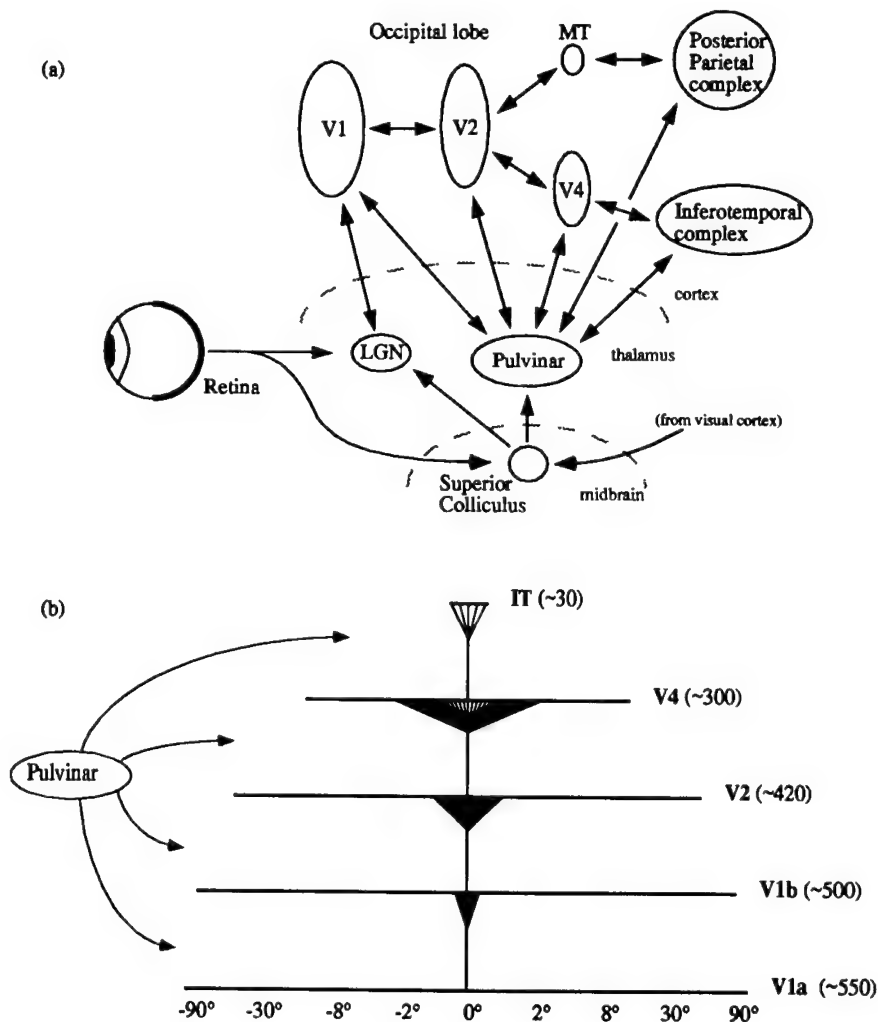 (a)
Occipital lobe
MT
Posterior
Parietal
complex
V1
V2
V4
Inferotemporal
complex
cortex
LGN
Pulvinar
thalamus
Retina
(from visual cortex)
Superior
Colliculus
midbrain
(b)
IT (~30)
V4 (~300)
Pulvinar
V2 (~420)
V1b (~500)
V1a (~550)
-90° -30° -8° -2° 0° 2° 8° 30° 90°